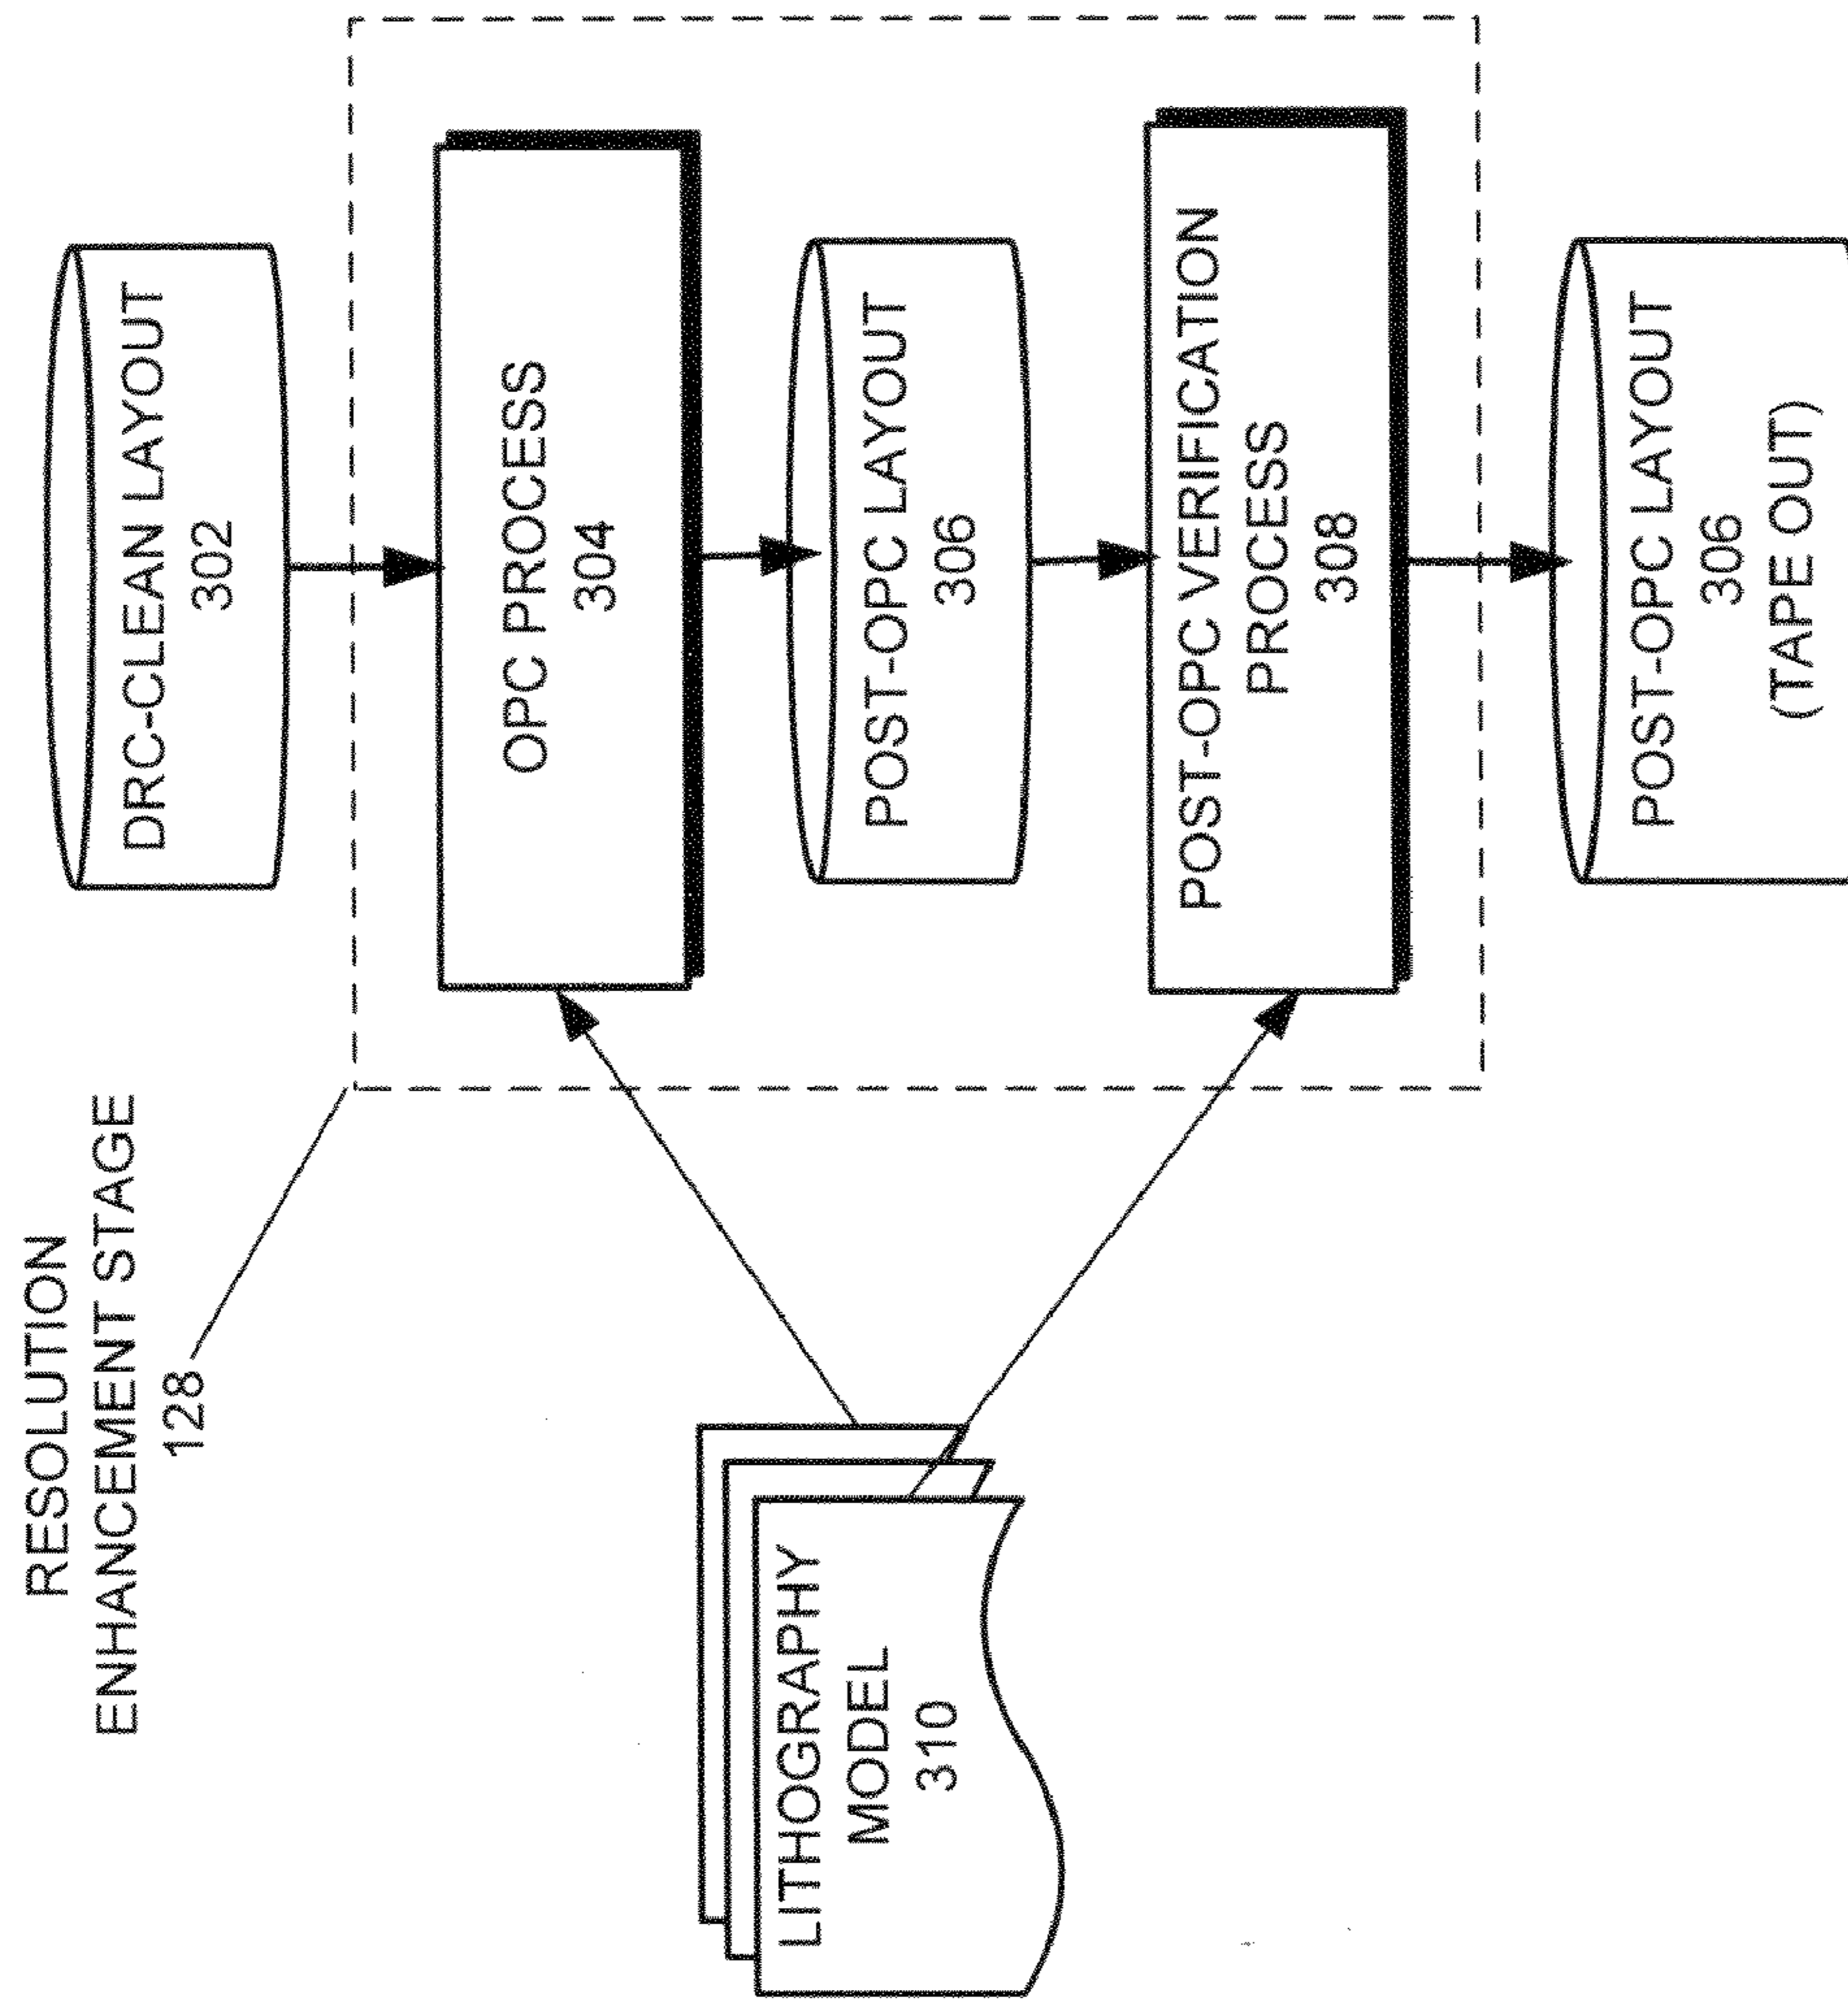 RESOLUTION
ENHANCEMENT STAGE
128
DRC-CLEAN LAYOUT
302
OPC PROCESS
304
POST-OPC LAYOUT
306
LITHOGRAPHY
MODEL
310
POST-OPC VERIFICATION
PROCESS
308
POST-OPC LAYOUT
306
(TAPE OUT)